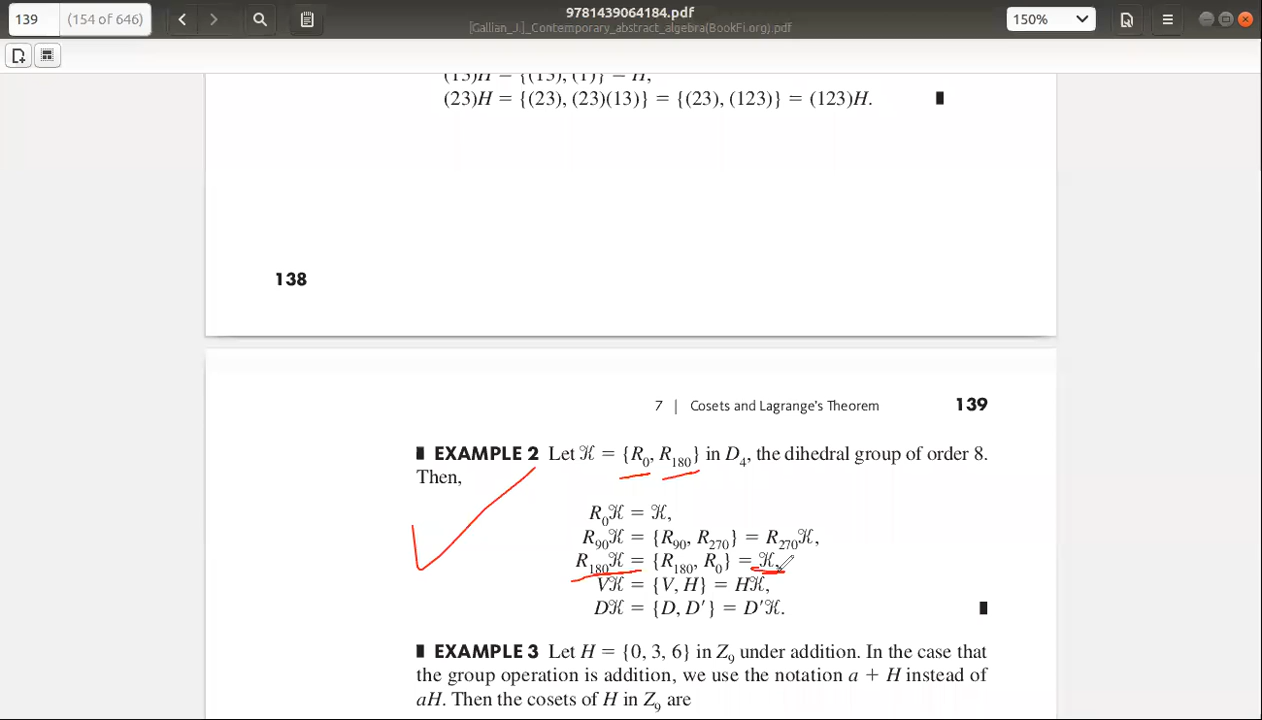 139 (154 of 646)
9781439064184.pdf
[Gallian_J.]_Contemporary_abstract_algebra(BookFi.org).pdf
150%
(13)H = {(13), (1)} = H,
(23)H = {(23), (23)(13)} = {(23), (123)} = (123)H.
138
7 | Cosets and Lagrange's Theorem 139
EXAMPLE 2 Let ℋ = {R₀, R₁₈₀} in D₄, the dihedral group of order 8.
Then,
R₀ℋ = ℋ,
R₉₀ℋ = {R₉₀, R₂₇₀} = R₂₇₀ℋ,
R₁₈₀ℋ = {R₁₈₀, R₀} = ℋ,
Vℋ = {V, H} = Hℋ,
Dℋ = {D, D′} = D′ℋ.
EXAMPLE 3 Let H = {0, 3, 6} in Z₉ under addition. In the case that
the group operation is addition, we use the notation a + H instead of
aH. Then the cosets of H in Z₉ are